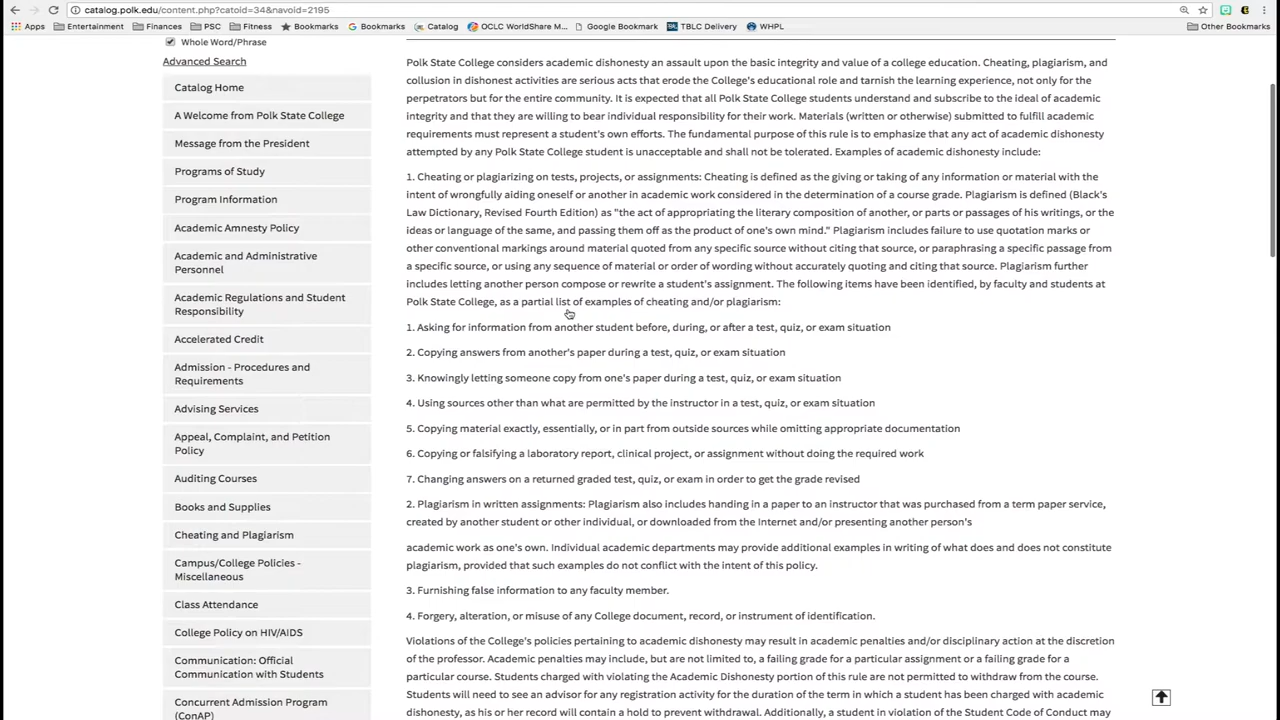 catalog.polk.edu/content.php?catoid=34&navoid=2195
Apps Entertainment Finances PSC Fitness Bookmarks Bookmarks Catalog OCLC WorldShare M... Google Bookmark TBLC Delivery WHPL Other Bookmarks
Whole Word/Phrase
Advanced Search
Catalog Home
A Welcome from Polk State College
Message from the President
Programs of Study
Program Information
Academic Amnesty Policy
Academic and Administrative
Personnel
Academic Regulations and Student
Responsibility
Accelerated Credit
Admission - Procedures and
Requirements
Advising Services
Appeal, Complaint, and Petition
Policy
Auditing Courses
Books and Supplies
Cheating and Plagiarism
Campus/College Policies -
Miscellaneous
Class Attendance
College Policy on HIV/AIDS
Communication: Official
Communication with Students
Concurrent Admission Program
(ConAP)
Polk State College considers academic dishonesty an assault upon the basic integrity and value of a college education. Cheating, plagiarism, and
collusion in dishonest activities are serious acts that erode the College's educational role and tarnish the learning experience, not only for the
perpetrators but for the entire community. It is expected that all Polk State College students understand and subscribe to the ideal of academic
integrity and that they are willing to bear individual responsibility for their work. Materials (written or otherwise) submitted to fulfill academic
requirements must represent a student's own efforts. The fundamental purpose of this rule is to emphasize that any act of academic dishonesty
attempted by any Polk State College student is unacceptable and shall not be tolerated. Examples of academic dishonesty include:
1. Cheating or plagiarizing on tests, projects, or assignments: Cheating is defined as the giving or taking of any information or material with the
intent of wrongfully aiding oneself or another in academic work considered in the determination of a course grade. Plagiarism is defined (Black's
Law Dictionary, Revised Fourth Edition) as "the act of appropriating the literary composition of another, or parts or passages of his writings, or the
ideas or language of the same, and passing them off as the product of one's own mind." Plagiarism includes failure to use quotation marks or
other conventional markings around material quoted from any specific source without citing that source, or paraphrasing a specific passage from
a specific source, or using any sequence of material or order of wording without accurately quoting and citing that source. Plagiarism further
includes letting another person compose or rewrite a student's assignment. The following items have been identified, by faculty and students at
Polk State College, as a partial list of examples of cheating and/or plagiarism:
1. Asking for information from another student before, during, or after a test, quiz, or exam situation
2. Copying answers from another's paper during a test, quiz, or exam situation
3. Knowingly letting someone copy from one's paper during a test, quiz, or exam situation
4. Using sources other than what are permitted by the instructor in a test, quiz, or exam situation
5. Copying material exactly, essentially, or in part from outside sources while omitting appropriate documentation
6. Copying or falsifying a laboratory report, clinical project, or assignment without doing the required work
7. Changing answers on a returned graded test, quiz, or exam in order to get the grade revised
2. Plagiarism in written assignments: Plagiarism also includes handing in a paper to an instructor that was purchased from a term paper service,
created by another student or other individual, or downloaded from the Internet and/or presenting another person's
academic work as one's own. Individual academic departments may provide additional examples in writing of what does and does not constitute
plagiarism, provided that such examples do not conflict with the intent of this policy.
3. Furnishing false information to any faculty member.
4. Forgery, alteration, or misuse of any College document, record, or instrument of identification.
Violations of the College's policies pertaining to academic dishonesty may result in academic penalties and/or disciplinary action at the discretion
of the professor. Academic penalties may include, but are not limited to, a failing grade for a particular assignment or a failing grade for a
particular course. Students charged with violating the Academic Dishonesty portion of this rule are not permitted to withdraw from the course.
Students will need to see an advisor for any registration activity for the duration of the term in which a student has been charged with academic
dishonesty, as his or her record will contain a hold to prevent withdrawal. Additionally, a student in violation of the Student Code of Conduct may